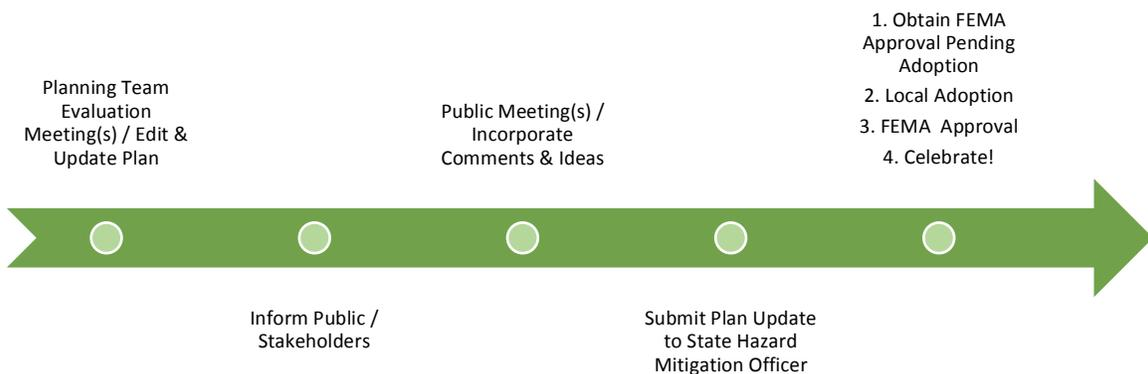 Planning Team
Evaluation
Meeting(s) / Edit &
Update Plan
Inform Public /
Stakeholders
Public Meeting(s) /
Incorporate
Comments & Ideas
Submit Plan Update
to State Hazard
Mitigation Officer
1. Obtain FEMA
Approval Pending
Adoption
2. Local Adoption
3. FEMA Approval
4. Celebrate!